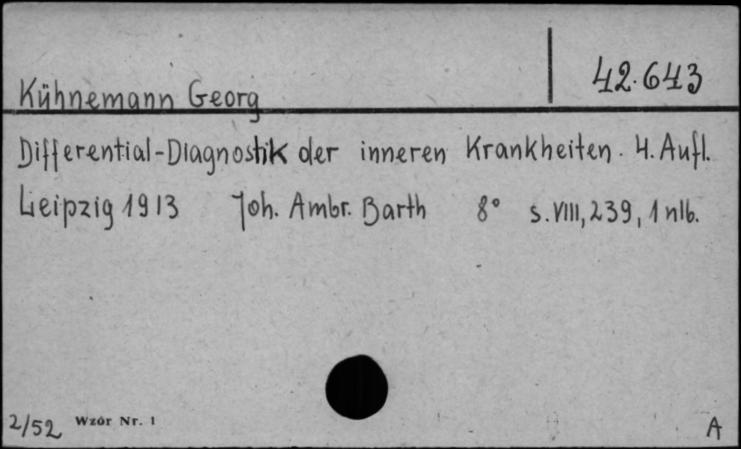 42.643
Kühnemann Georg
Differential-Diagnostik der inneren Krankheiten. 4. Aufl.
Leipzig 1913 Joh. Ambr. Barth 8° s. VIII, 239, 1 nlb.
2/52 Wzór Nr. 1 A